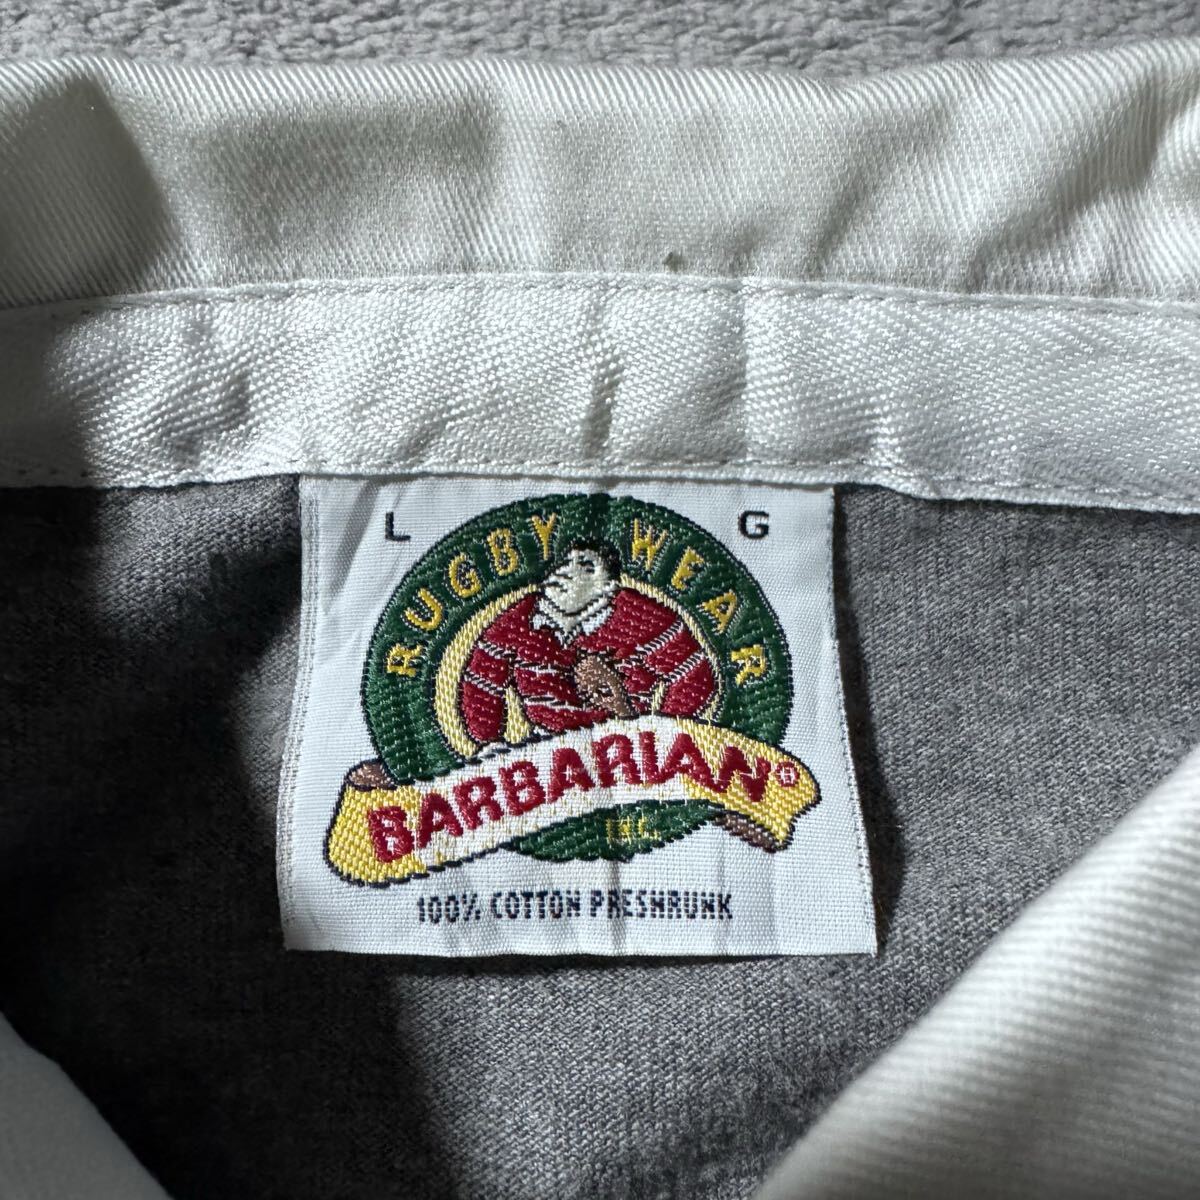 L G
RUGBY WEAR
BARBARIAN®
INC.
100% COTTON PRESHRUNK